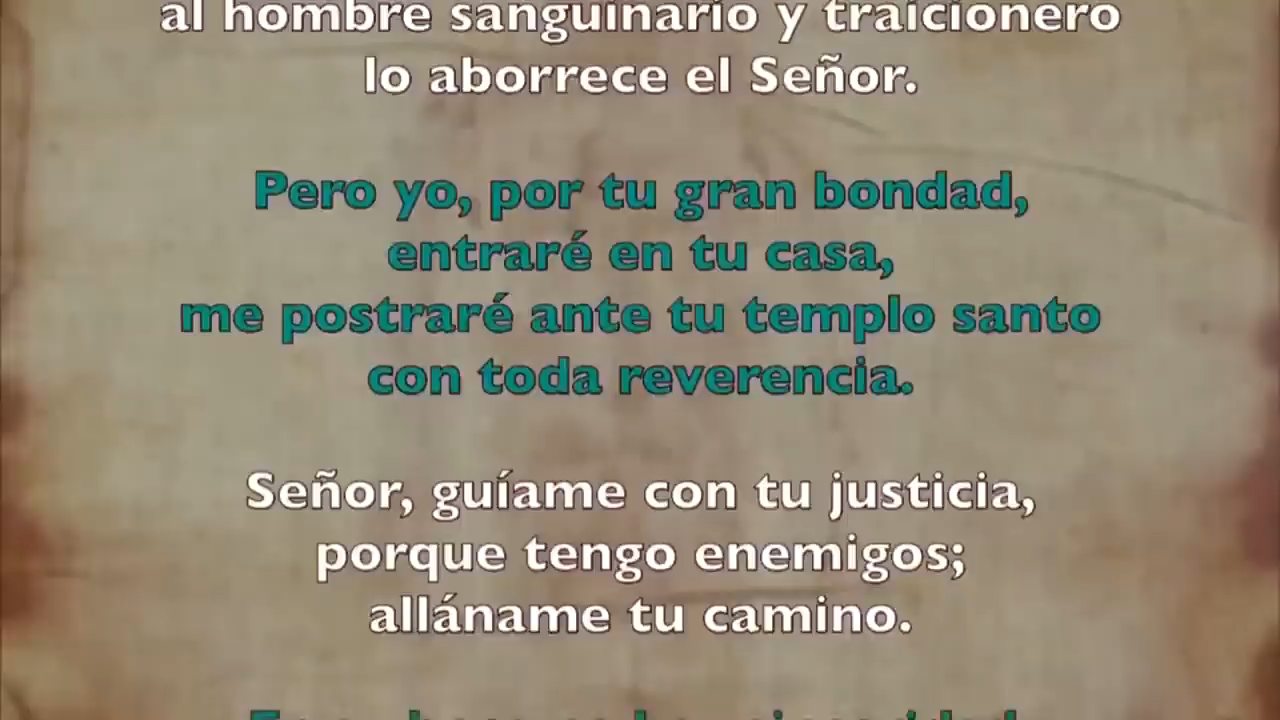 al hombre sanguinario y traicionero
lo aborrece el Señor.
Pero yo, por tu gran bondad,
entraré en tu casa,
me postraré ante tu templo santo
con toda reverencia.
Señor, guíame con tu justicia,
porque tengo enemigos;
alláname tu camino.